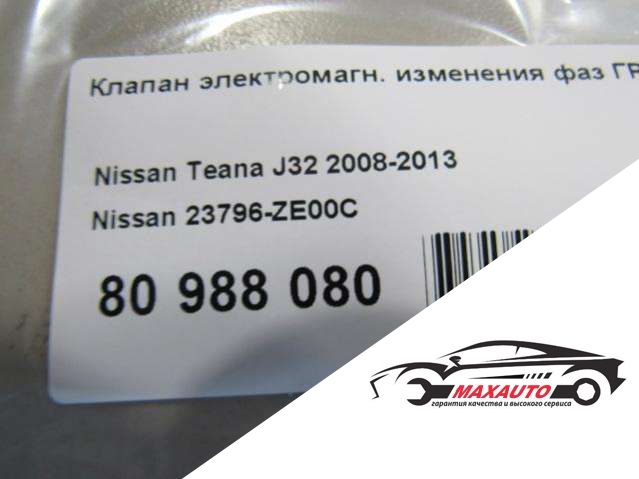 Клапан электромагн. изменения фаз ГР
Nissan Teana J32 2008-2013
Nissan 23796-ZE00C
80 988 080
MAXAUTO
гарантия качества и высокого сервиса